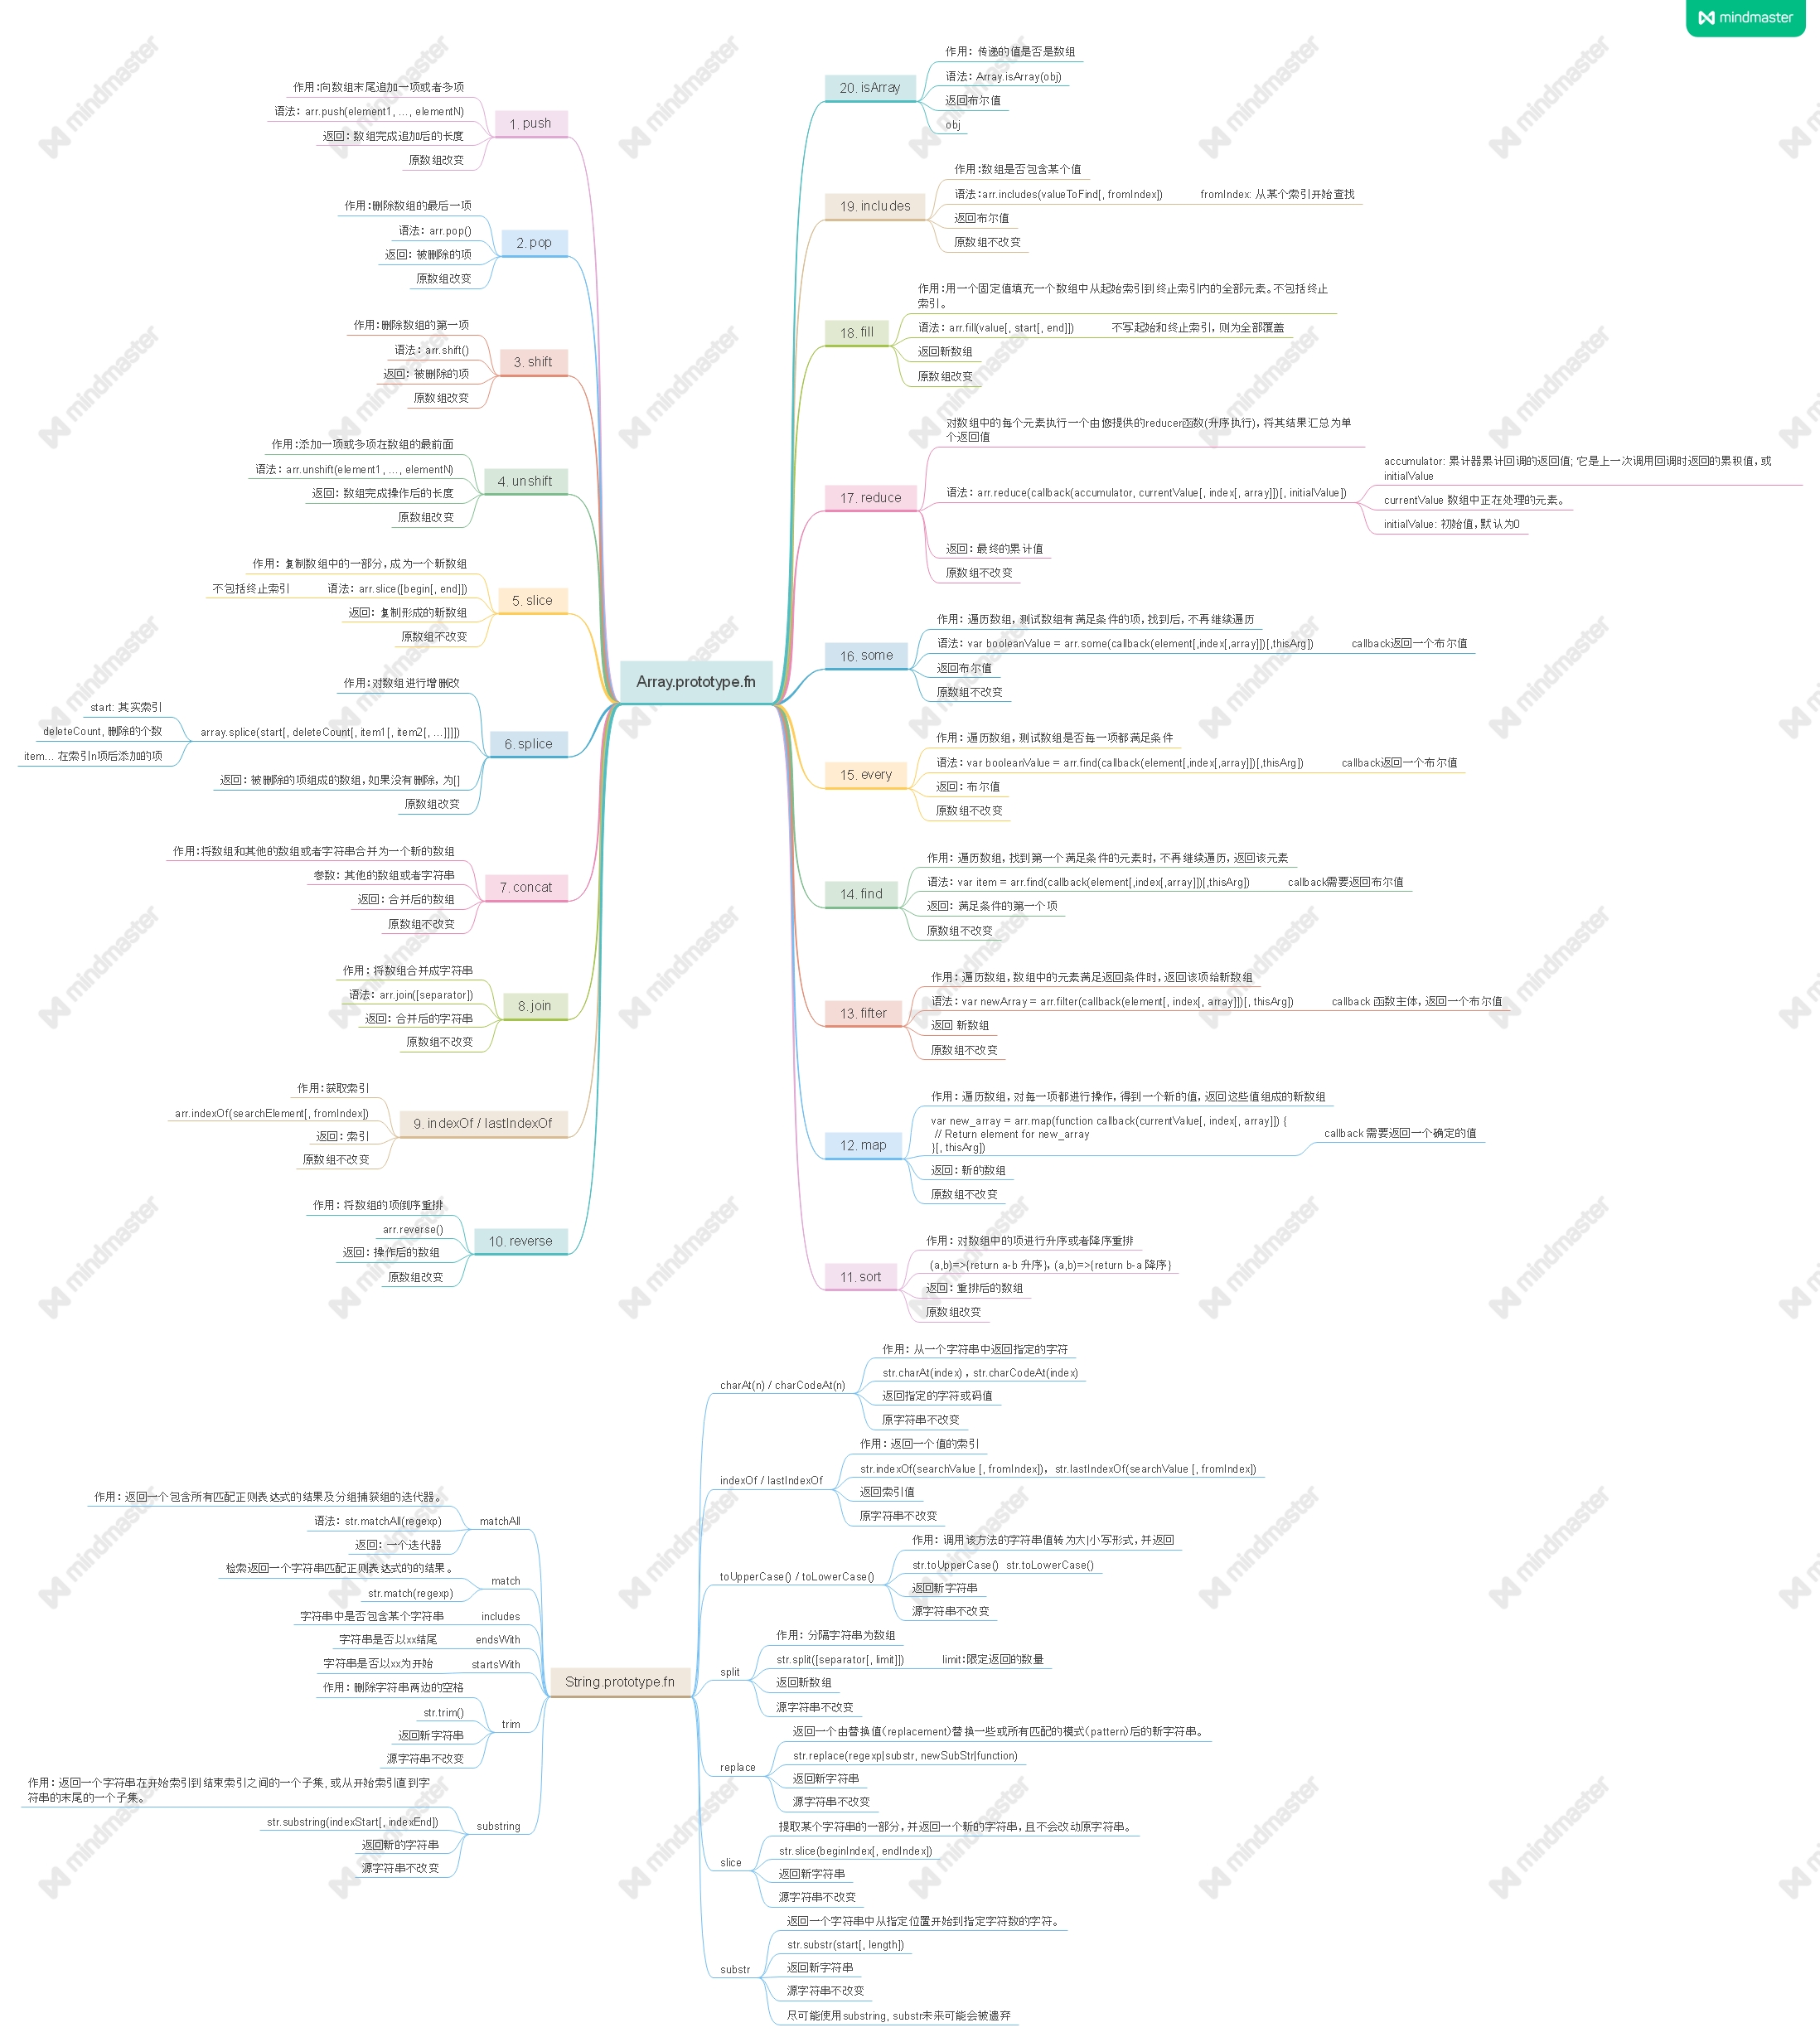 mindmaster
Array.prototype.fn
1. push
作用:向数组末尾追加一项或者多项
语法: arr.push(element1, ..., elementN)
返回: 数组完成追加后的长度
原数组改变
2. pop
作用:删除数组的最后一项
语法: arr.pop()
返回: 被删除的项
原数组改变
3. shift
作用:删除数组的第一项
语法: arr.shift()
返回: 被删除的项
原数组改变
4. unshift
作用:添加一项或多项在数组的最前面
语法: arr.unshift(element1, ..., elementN)
返回: 数组完成操作后的长度
原数组改变
5. slice
作用: 复制数组中的一部分,成为一个新数组
语法: arr.slice([begin[, end]])
不包括终止索引
返回: 复制形成的新数组
原数组不改变
6. splice
作用:对数组进行增删改
array.splice(start[, deleteCount[, item1[, item2[, ...]]]])
start: 其实索引
deleteCount, 删除的个数
item... 在索引n项后添加的项
返回: 被删除的项组成的数组,如果没有删除,为[]
原数组改变
7. concat
作用:将数组和其他的数组或者字符串合并为一个新的数组
参数: 其他的数组或者字符串
返回: 合并后的数组
原数组不改变
8. join
作用: 将数组合并成字符串
语法: arr.join([separator])
返回: 合并后的字符串
原数组不改变
9. indexOf / lastIndexOf
作用:获取索引
arr.indexOf(searchElement[, fromIndex])
返回: 索引
原数组不改变
10. reverse
作用: 将数组的项倒序重排
arr.reverse()
返回: 操作后的数组
原数组改变
20. isArray
作用: 传递的值是否是数组
语法: Array.isArray(obj)
返回布尔值
obj
19. includes
作用:数组是否包含某个值
语法:arr.includes(valueToFind[, fromIndex])
fromIndex: 从某个索引开始查找
返回布尔值
原数组不改变
18. fill
作用:用一个固定值填充一个数组中从起始索引到终止索引内的全部元素。不包括终止
索引。
语法: arr.fill(value[, start[, end]])
不写起始和终止索引, 则为全部覆盖
返回新数组
原数组改变
17. reduce
对数组中的每个元素执行一个由您提供的reducer函数(升序执行), 将其结果汇总为单
个返回值
语法: arr.reduce(callback(accumulator, currentValue[, index[, array]])[, initialValue])
accumulator: 累计器累计回调的返回值; 它是上一次调用回调时返回的累积值, 或
initialValue
currentValue 数组中正在处理的元素。
initialValue: 初始值, 默认为0
返回: 最终的累计值
原数组不改变
16. some
作用: 遍历数组, 测试数组有满足条件的项, 找到后, 不再继续遍历
语法: var booleanValue = arr.some(callback(element[,index[,array]])[,thisArg])
callback返回一个布尔值
返回布尔值
原数组不改变
15. every
作用: 遍历数组, 测试数组是否每一项都满足条件
语法: var booleanValue = arr.find(callback(element[,index[,array]])[,thisArg])
callback返回一个布尔值
返回: 布尔值
原数组不改变
14. find
作用: 遍历数组, 找到第一个满足条件的元素时, 不再继续遍历, 返回该元素
语法: var item = arr.find(callback(element[,index[,array]])[,thisArg])
callback需要返回布尔值
返回: 满足条件的第一个项
原数组不改变
13. fifter
作用: 遍历数组, 数组中的元素满足返回条件时, 返回该项给新数组
语法: var newArray = arr.filter(callback(element[, index[, array]])[, thisArg])
callback 函数主体, 返回一个布尔值
返回 新数组
原数组不改变
12. map
作用: 遍历数组, 对每一项都进行操作, 得到一个新的值, 返回这些值组成的新数组
var new_array = arr.map(function callback(currentValue[, index[, array]]) {
// Return element for new_array
}[, thisArg])
callback 需要返回一个确定的值
返回: 新的数组
原数组不改变
11. sort
作用: 对数组中的项进行升序或者降序重排
(a,b)=>{return a-b 升序}, (a,b)=>{return b-a 降序}
返回: 重排后的数组
原数组改变
String.prototype.fn
matchAll
作用: 返回一个包含所有匹配正则表达式的结果及分组捕获组的迭代器。
语法: str.matchAll(regexp)
返回: 一个迭代器
match
检索返回一个字符串匹配正则表达式的的结果。
str.match(regexp)
includes
字符串中是否包含某个字符串
endsWith
字符串是否以xx结尾
startsWith
字符串是否以xx为开始
trim
作用: 删除字符串两边的空格
str.trim()
返回新字符串
源字符串不改变
substring
作用: 返回一个字符串在开始索引到结束索引之间的一个子集, 或从开始索引直到字
符串的末尾的一个子集。
str.substring(indexStart[, indexEnd])
返回新的字符串
源字符串不改变
charAt(n) / charCodeAt(n)
作用: 从一个字符串中返回指定的字符
str.charAt(index) , str.charCodeAt(index)
返回指定的字符或码值
原字符串不改变
indexOf / lastIndexOf
作用: 返回一个值的索引
str.indexOf(searchValue [, fromIndex]), str.lastIndexOf(searchValue [, fromIndex])
返回索引值
原字符串不改变
toUpperCase() / toLowerCase()
作用: 调用该方法的字符串值转为大|小写形式, 并返回
str.toUpperCase() str.toLowerCase()
返回新字符串
源字符串不改变
split
作用: 分隔字符串为数组
str.split([separator[, limit]])
limit:限定返回的数量
返回新数组
源字符串不改变
replace
返回一个由替换值(replacement)替换一些或所有匹配的模式(pattern)后的新字符串。
str.replace(regexp|substr, newSubStr|function)
返回新字符串
源字符串不改变
slice
提取某个字符串的一部分, 并返回一个新的字符串, 且不会改动原字符串。
str.slice(beginIndex[, endIndex])
返回新字符串
源字符串不改变
substr
返回一个字符串中从指定位置开始到指定字符数的字符。
str.substr(start[, length])
返回新字符串
源字符串不改变
尽可能使用substring, substr未来可能会被遗弃